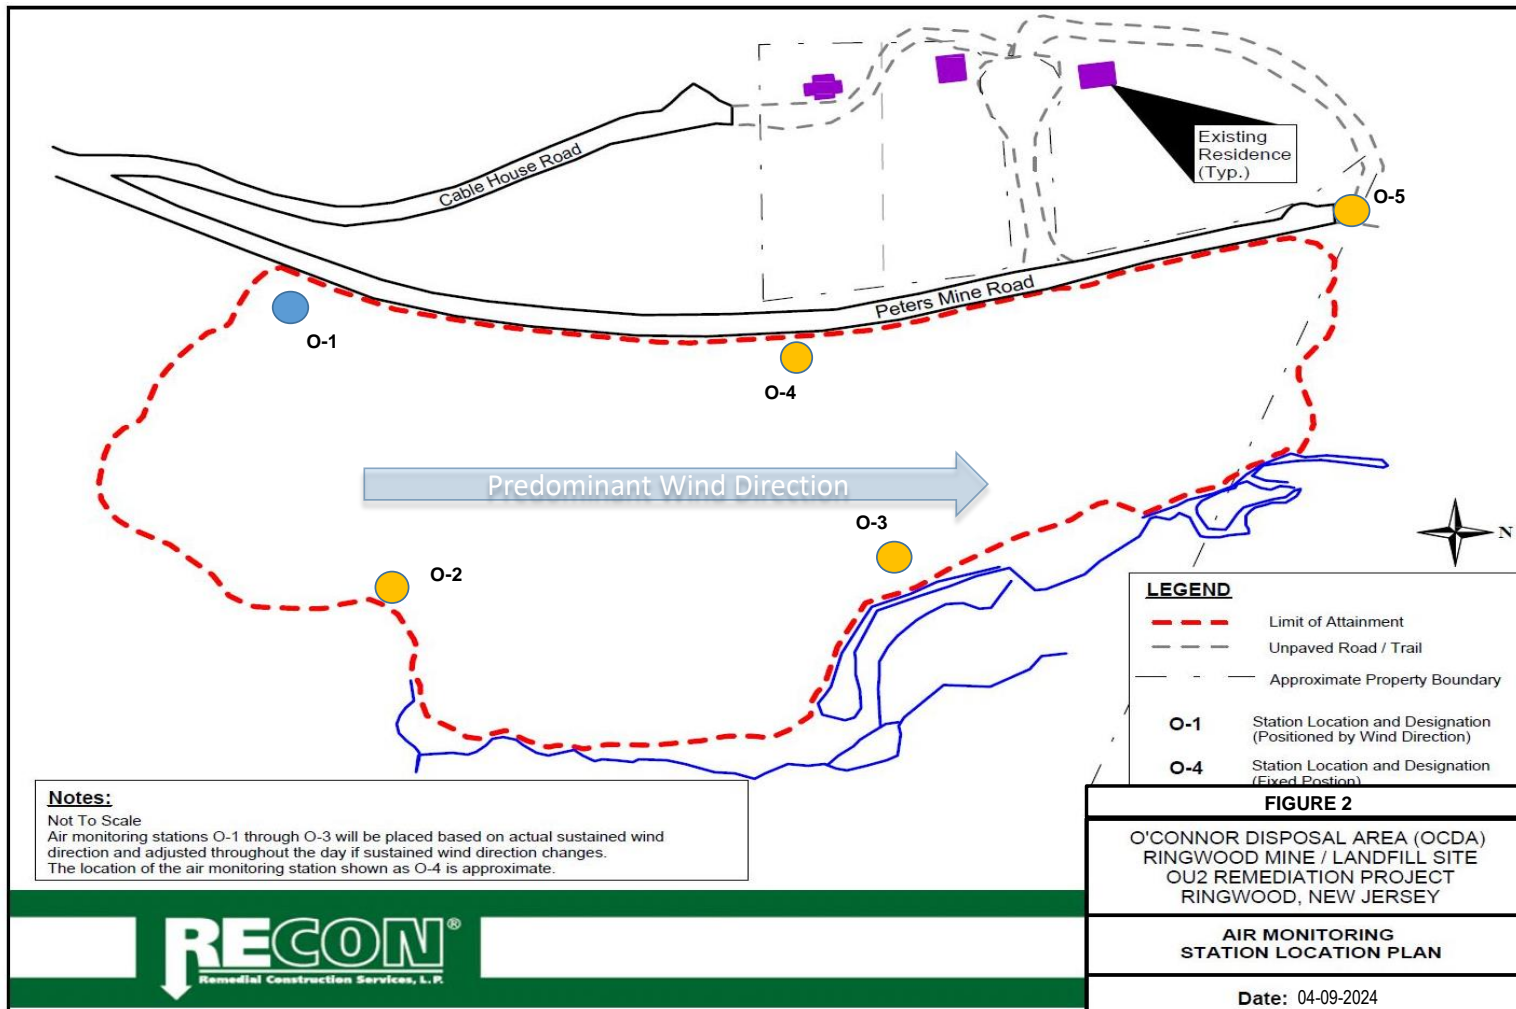 Cable House Road
Existing
Residence
(Typ.)
O-5
O-1
Peters Mine Road
O-4
Predominant Wind Direction
O-3
O-2
N
LEGEND
Limit of Attainment
Unpaved Road / Trail
Approximate Property Boundary
O-1 Station Location and Designation
(Positioned by Wind Direction)
O-4 Station Location and Designation
(Fixed Postion)
Notes:
Not To Scale
Air monitoring stations O-1 through O-3 will be placed based on actual sustained wind
direction and adjusted throughout the day if sustained wind direction changes.
The location of the air monitoring station shown as O-4 is approximate.
FIGURE 2
O'CONNOR DISPOSAL AREA (OCDA)
RINGWOOD MINE / LANDFILL SITE
OU2 REMEDIATION PROJECT
RINGWOOD, NEW JERSEY
AIR MONITORING
STATION LOCATION PLAN
Date: 04-09-2024
RECON®
Remedial Construction Services, L.P.